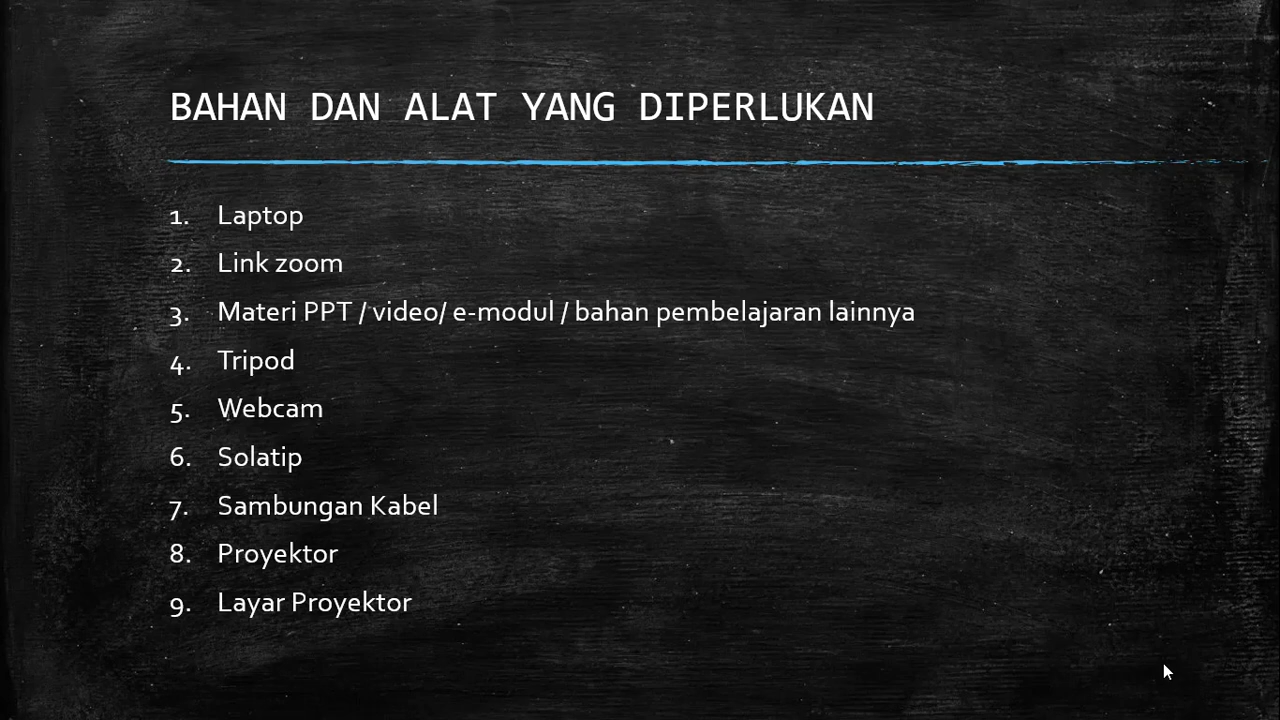 BAHAN DAN ALAT YANG DIPERLUKAN
1. Laptop
2. Link zoom
3. Materi PPT / video/ e-modul / bahan pembelajaran lainnya
4. Tripod
5. Webcam
6. Solatip
7. Sambungan Kabel
8. Proyektor
9. Layar Proyektor